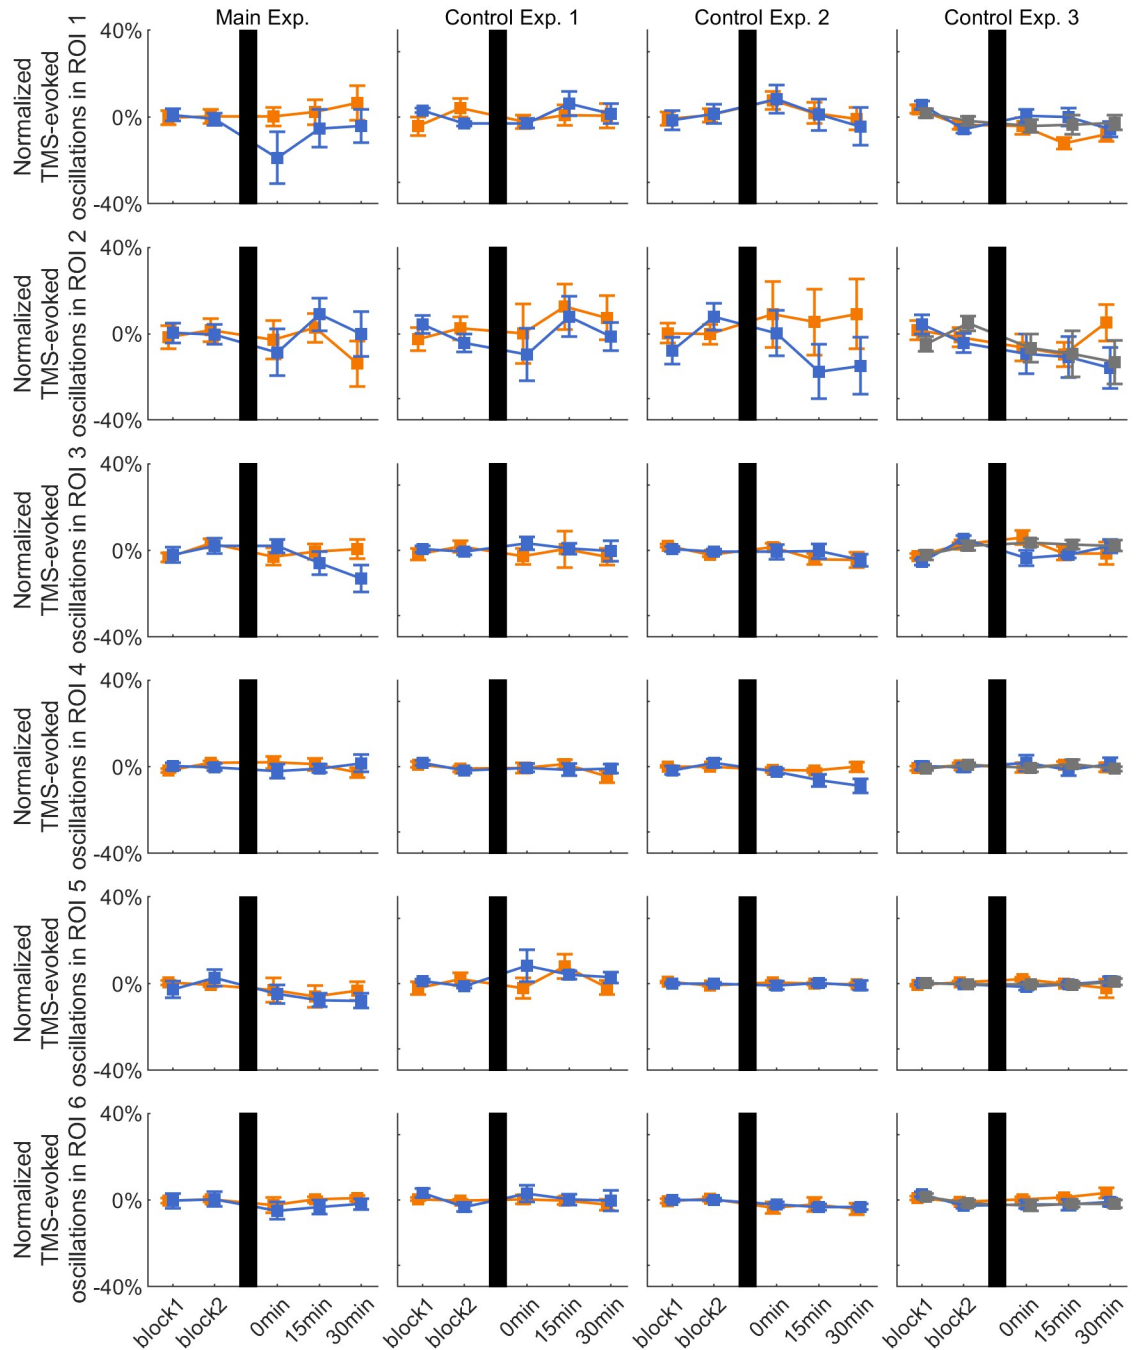 Main Exp. Control Exp. 1 Control Exp. 2 Control Exp. 3
Normalized
TMS-evoked
oscillations in ROI 1
40%
0%
-40%
Normalized
TMS-evoked
oscillations in ROI 2
40%
0%
-40%
Normalized
TMS-evoked
oscillations in ROI 3
40%
0%
-40%
Normalized
TMS-evoked
oscillations in ROI 4
40%
0%
-40%
Normalized
TMS-evoked
oscillations in ROI 5
40%
0%
-40%
Normalized
TMS-evoked
oscillations in ROI 6
40%
0%
-40%
block1 block2 0min 15min 30min block1 block2 0min 15min 30min block1 block2 0min 15min 30min block1 block2 0min 15min 30min